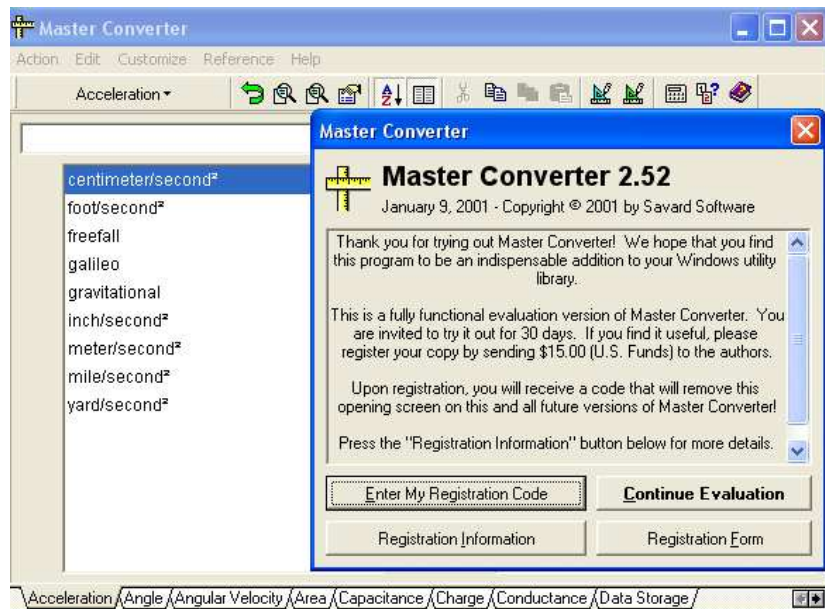 Master Converter
Action Edit Customize Reference Help
Acceleration
centimeter/second²
foot/second²
freefall
galileo
gravitational
inch/second²
meter/second²
mile/second²
yard/second²
Master Converter
Master Converter 2.52
January 9, 2001 - Copyright © 2001 by Savard Software
Thank you for trying out Master Converter! We hope that you find
this program to be an indispensable addition to your Windows utility
library.
This is a fully functional evaluation version of Master Converter. You
are invited to try it out for 30 days. If you find it useful, please
register your copy by sending $15.00 (U.S. Funds) to the authors.
Upon registration, you will receive a code that will remove this
opening screen on this and all future versions of Master Converter!
Press the "Registration Information" button below for more details.
Enter My Registration Code
Continue Evaluation
Registration Information
Registration Form
Acceleration Angle Angular Velocity Area Capacitance Charge Conductance Data Storage